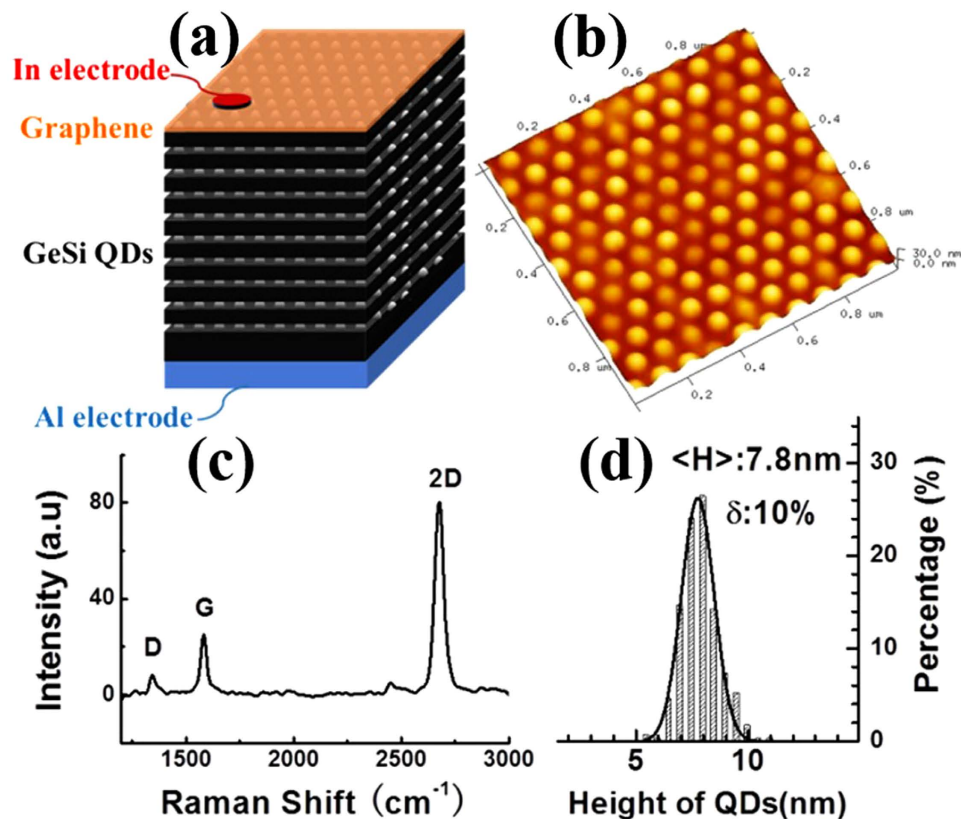 (a)
In electrode
Graphene
GeSi QDs
Al electrode
(b)
0.8 um
0.6
0.4
0.2
0.2
0.4
0.6
0.8 um
30.0 nm
0.0 nm
0.2
0.4
0.6
0.8
0.2
0.4
0.6
0.8
(c)
80
40
0
Intensity (a.u)
D
G
2D
1500
2000
2500
3000
Raman Shift (cm⁻¹)
(d)
<H>:7.8nm
δ:10%
30
20
10
0
Percentage (%)
5
10
Height of QDs(nm)